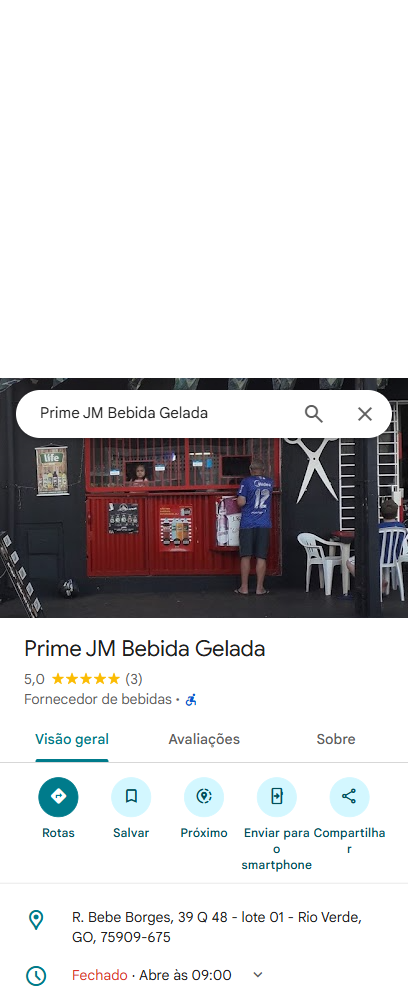 Prime JM Bebida Gelada
life
12
Prime JM Bebida Gelada
5,0 (3)
Fornecedor de bebidas ·
Visão geral
Avaliações
Sobre
Rotas
Salvar
Próximo
Enviar para
o
smartphone
Compartilha
r
R. Bebe Borges, 39 Q 48 - lote 01 - Rio Verde,
GO, 75909-675
Fechado · Abre às 09:00